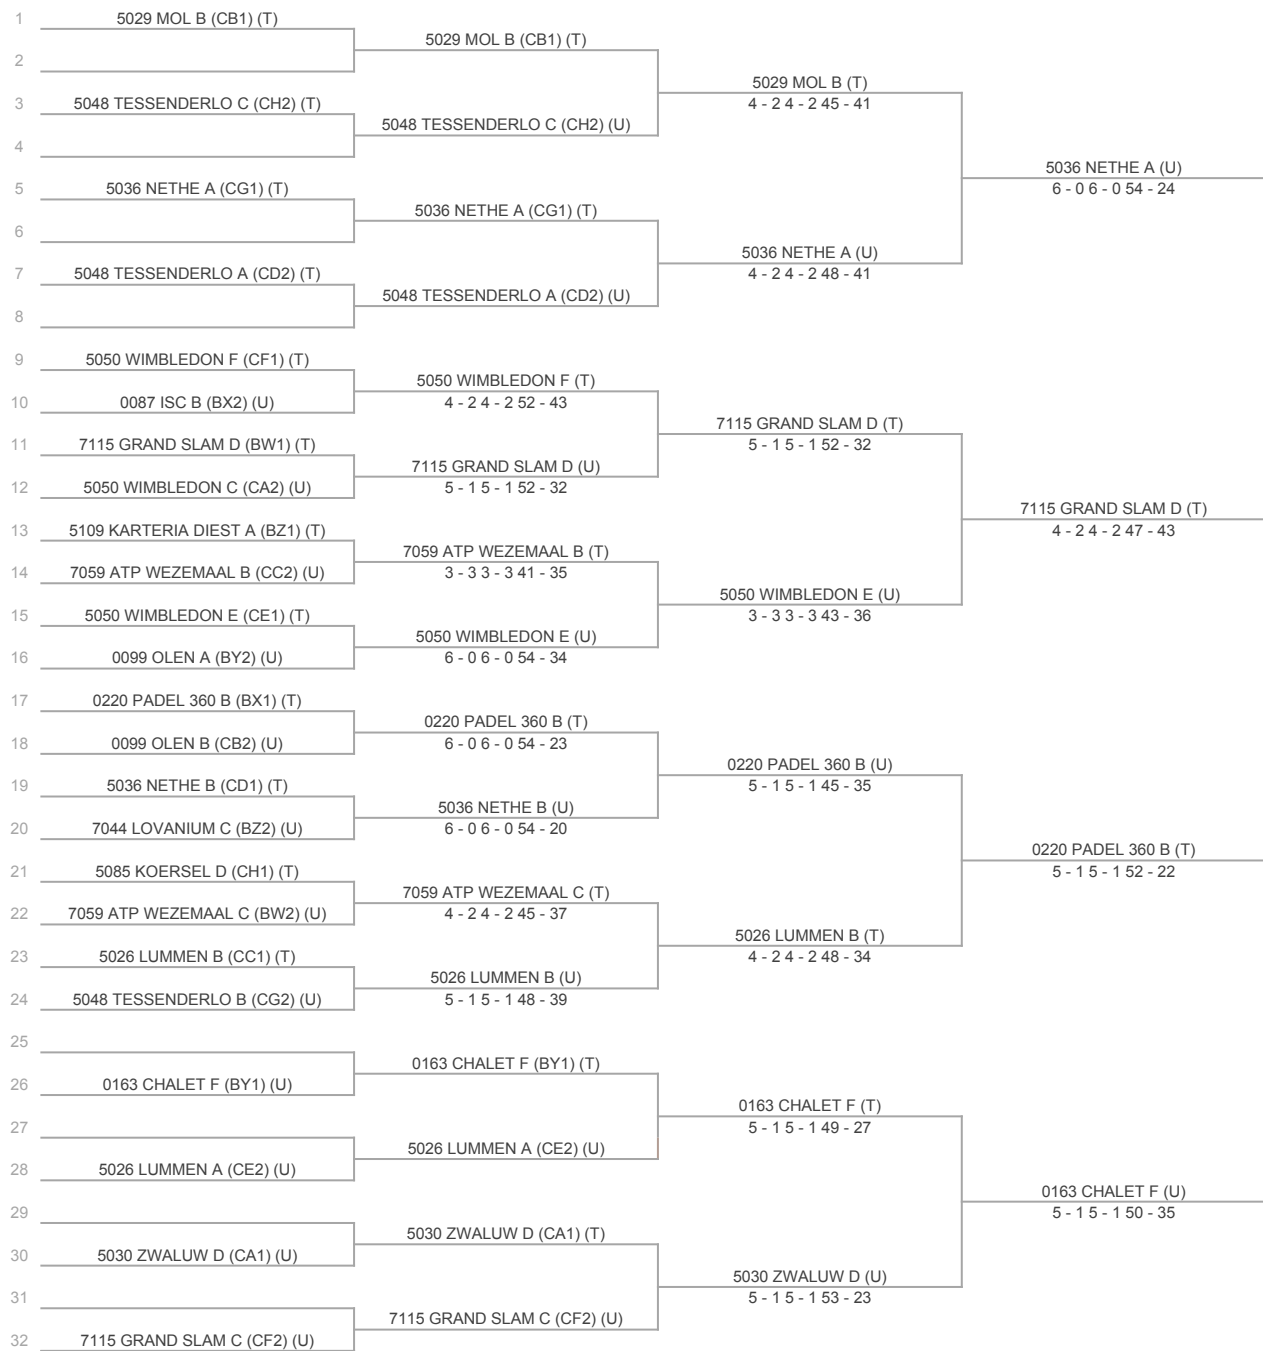 1 5029 MOL B (CB1) (T)
2
3 5048 TESSENDERLO C (CH2) (T)
4
5 5036 NETHE A (CG1) (T)
6
7 5048 TESSENDERLO A (CD2) (T)
8
9 5050 WIMBLEDON F (CF1) (T)
10 0087 ISC B (BX2) (U)
11 7115 GRAND SLAM D (BW1) (T)
12 5050 WIMBLEDON C (CA2) (U)
13 5109 KARTERIA DIEST A (BZ1) (T)
14 7059 ATP WEZEMAAL B (CC2) (U)
15 5050 WIMBLEDON E (CE1) (T)
16 0099 OLEN A (BY2) (U)
17 0220 PADEL 360 B (BX1) (T)
18 0099 OLEN B (CB2) (U)
19 5036 NETHE B (CD1) (T)
20 7044 LOVANIUM C (BZ2) (U)
21 5085 KOERSEL D (CH1) (T)
22 7059 ATP WEZEMAAL C (BW2) (U)
23 5026 LUMMEN B (CC1) (T)
24 5048 TESSENDERLO B (CG2) (U)
25
26 0163 CHALET F (BY1) (U)
27
28 5026 LUMMEN A (CE2) (U)
29
30 5030 ZWALUW D (CA1) (U)
31
32 7115 GRAND SLAM C (CF2) (U)
5029 MOL B (CB1) (T)
5048 TESSENDERLO C (CH2) (U)
5036 NETHE A (CG1) (T)
5048 TESSENDERLO A (CD2) (U)
5050 WIMBLEDON F (T)
4 - 2 4 - 2 52 - 43
7115 GRAND SLAM D (U)
5 - 1 5 - 1 52 - 32
7059 ATP WEZEMAAL B (T)
3 - 3 3 - 3 41 - 35
5050 WIMBLEDON E (U)
6 - 0 6 - 0 54 - 34
0220 PADEL 360 B (T)
6 - 0 6 - 0 54 - 23
5036 NETHE B (U)
6 - 0 6 - 0 54 - 20
7059 ATP WEZEMAAL C (T)
4 - 2 4 - 2 45 - 37
5026 LUMMEN B (U)
5 - 1 5 - 1 48 - 39
0163 CHALET F (BY1) (T)
5026 LUMMEN A (CE2) (U)
5030 ZWALUW D (CA1) (T)
7115 GRAND SLAM C (CF2) (U)
5029 MOL B (T)
4 - 2 4 - 2 45 - 41
5036 NETHE A (U)
4 - 2 4 - 2 48 - 41
7115 GRAND SLAM D (T)
5 - 1 5 - 1 52 - 32
5050 WIMBLEDON E (U)
3 - 3 3 - 3 43 - 36
0220 PADEL 360 B (U)
5 - 1 5 - 1 45 - 35
5026 LUMMEN B (T)
4 - 2 4 - 2 48 - 34
0163 CHALET F (T)
5 - 1 5 - 1 49 - 27
5030 ZWALUW D (U)
5 - 1 5 - 1 53 - 23
5036 NETHE A (U)
6 - 0 6 - 0 54 - 24
7115 GRAND SLAM D (T)
4 - 2 4 - 2 47 - 43
0220 PADEL 360 B (T)
5 - 1 5 - 1 52 - 22
0163 CHALET F (U)
5 - 1 5 - 1 50 - 35